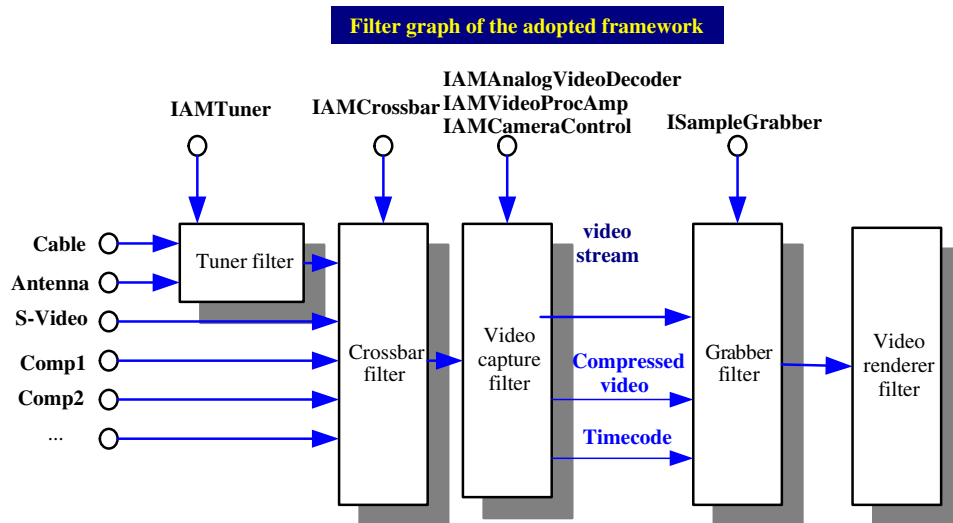 Filter graph of the adopted framework
IAMTuner
IAMCrossbar
IAMAnalogVideoDecoder
IAMVideoProcAmp
IAMCameraControl
ISampleGrabber
Cable
Antenna
S-Video
Comp1
Comp2
...
Tuner filter
Crossbar
filter
Video
capture
filter
video
stream
Compressed
video
Timecode
Grabber
filter
Video
renderer
filter